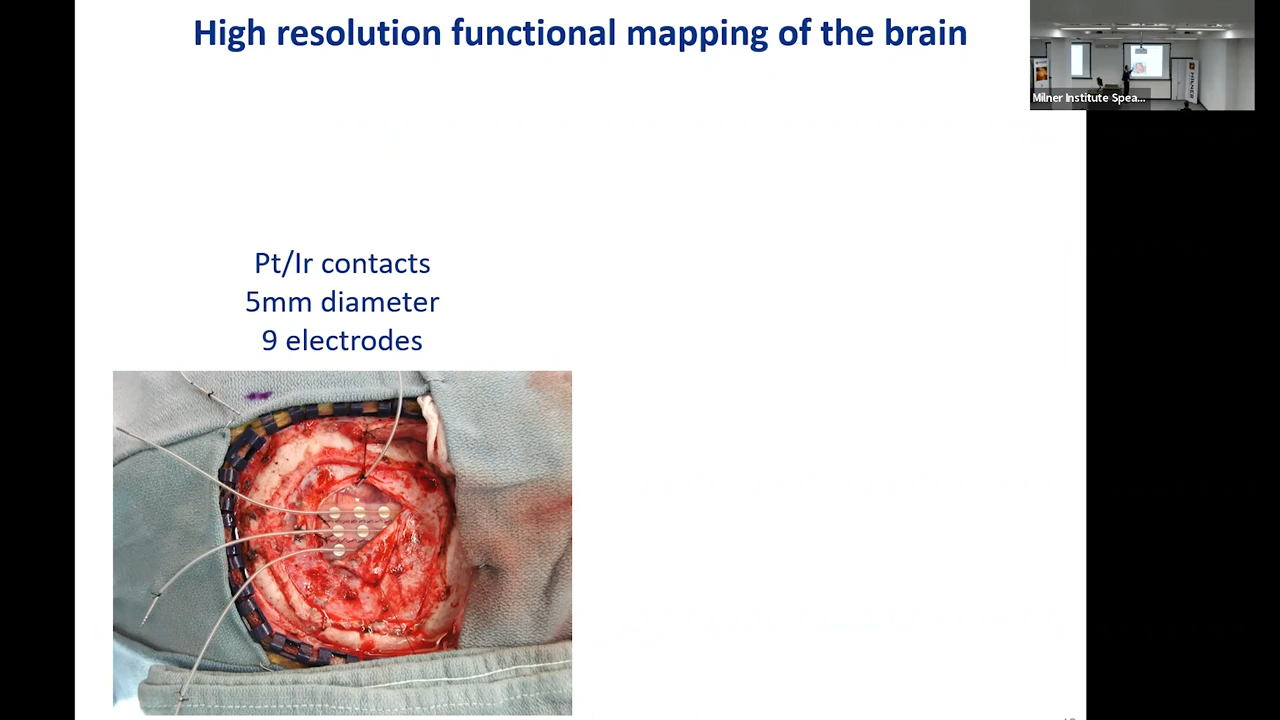 High resolution functional mapping of the brain
Milner Institute Spea...
Pt/Ir contacts
5mm diameter
9 electrodes